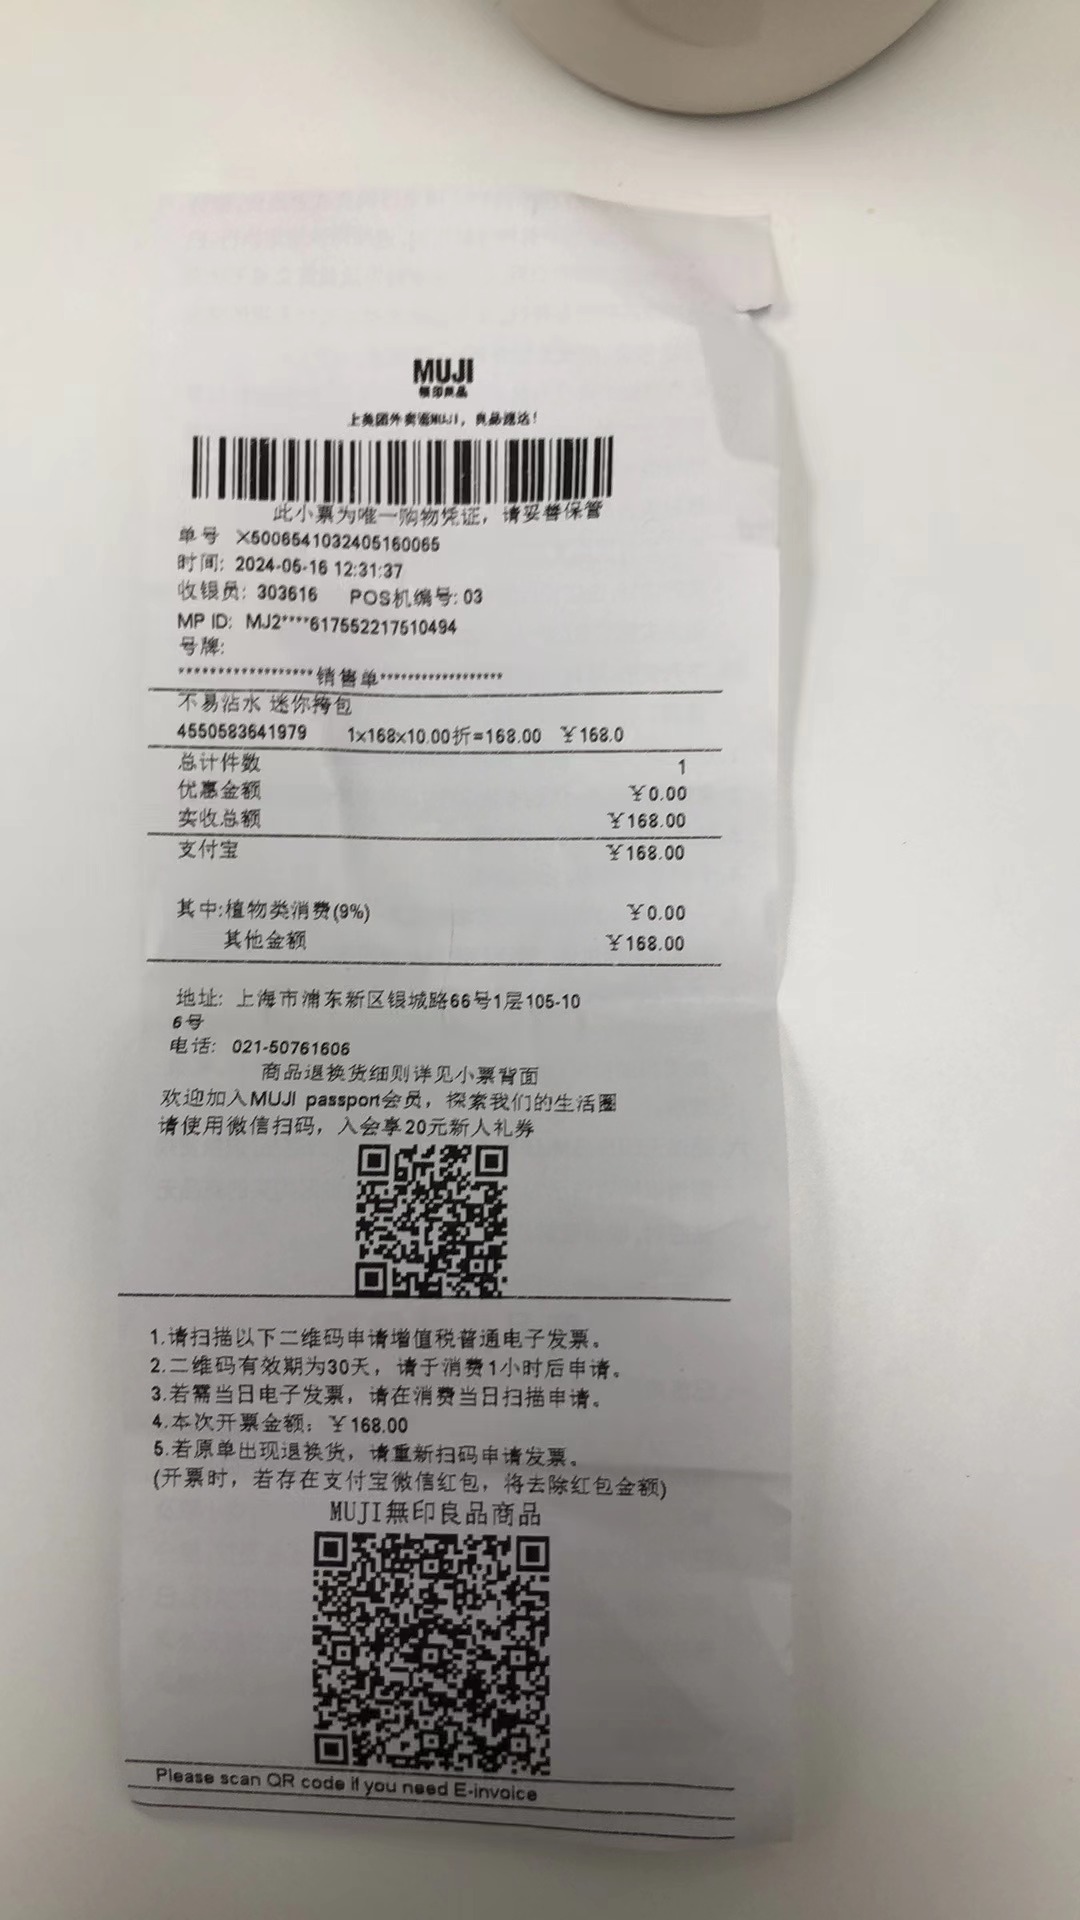 MUJI
無印良品
上美团外卖逛MUJI，良品速达！
此小票为唯一购物凭证，请妥善保管
单号 X5006541032405160065
时间: 2024-05-16 12:31:37
收银员: 303616 POS机编号: 03
MP ID: MJ2****617552217510494
号牌:
******************销售单******************
不易沾水 迷你挎包
4550583641979 1x168x10.00折=168.00 ￥168.0
总计件数 1
优惠金额 ￥0.00
实收总额 ￥168.00
支付宝 ￥168.00
其中:植物类消费(9%) ￥0.00
其他金额 ￥168.00
地址: 上海市浦东新区银城路66号1层105-10
6号
电话: 021-50761606
商品退换货细则详见小票背面
欢迎加入MUJI passport会员，探索我们的生活圈
请使用微信扫码，入会享20元新人礼券
1.请扫描以下二维码申请增值税普通电子发票。
2.二维码有效期为30天，请于消费1小时后申请。
3.若需当日电子发票，请在消费当日扫描申请。
4.本次开票金额: ￥168.00
5.若原单出现退换货，请重新扫码申请发票。
(开票时，若存在支付宝微信红包，将去除红包金额)
MUJI無印良品商品
Please scan QR code if you need E-invoice